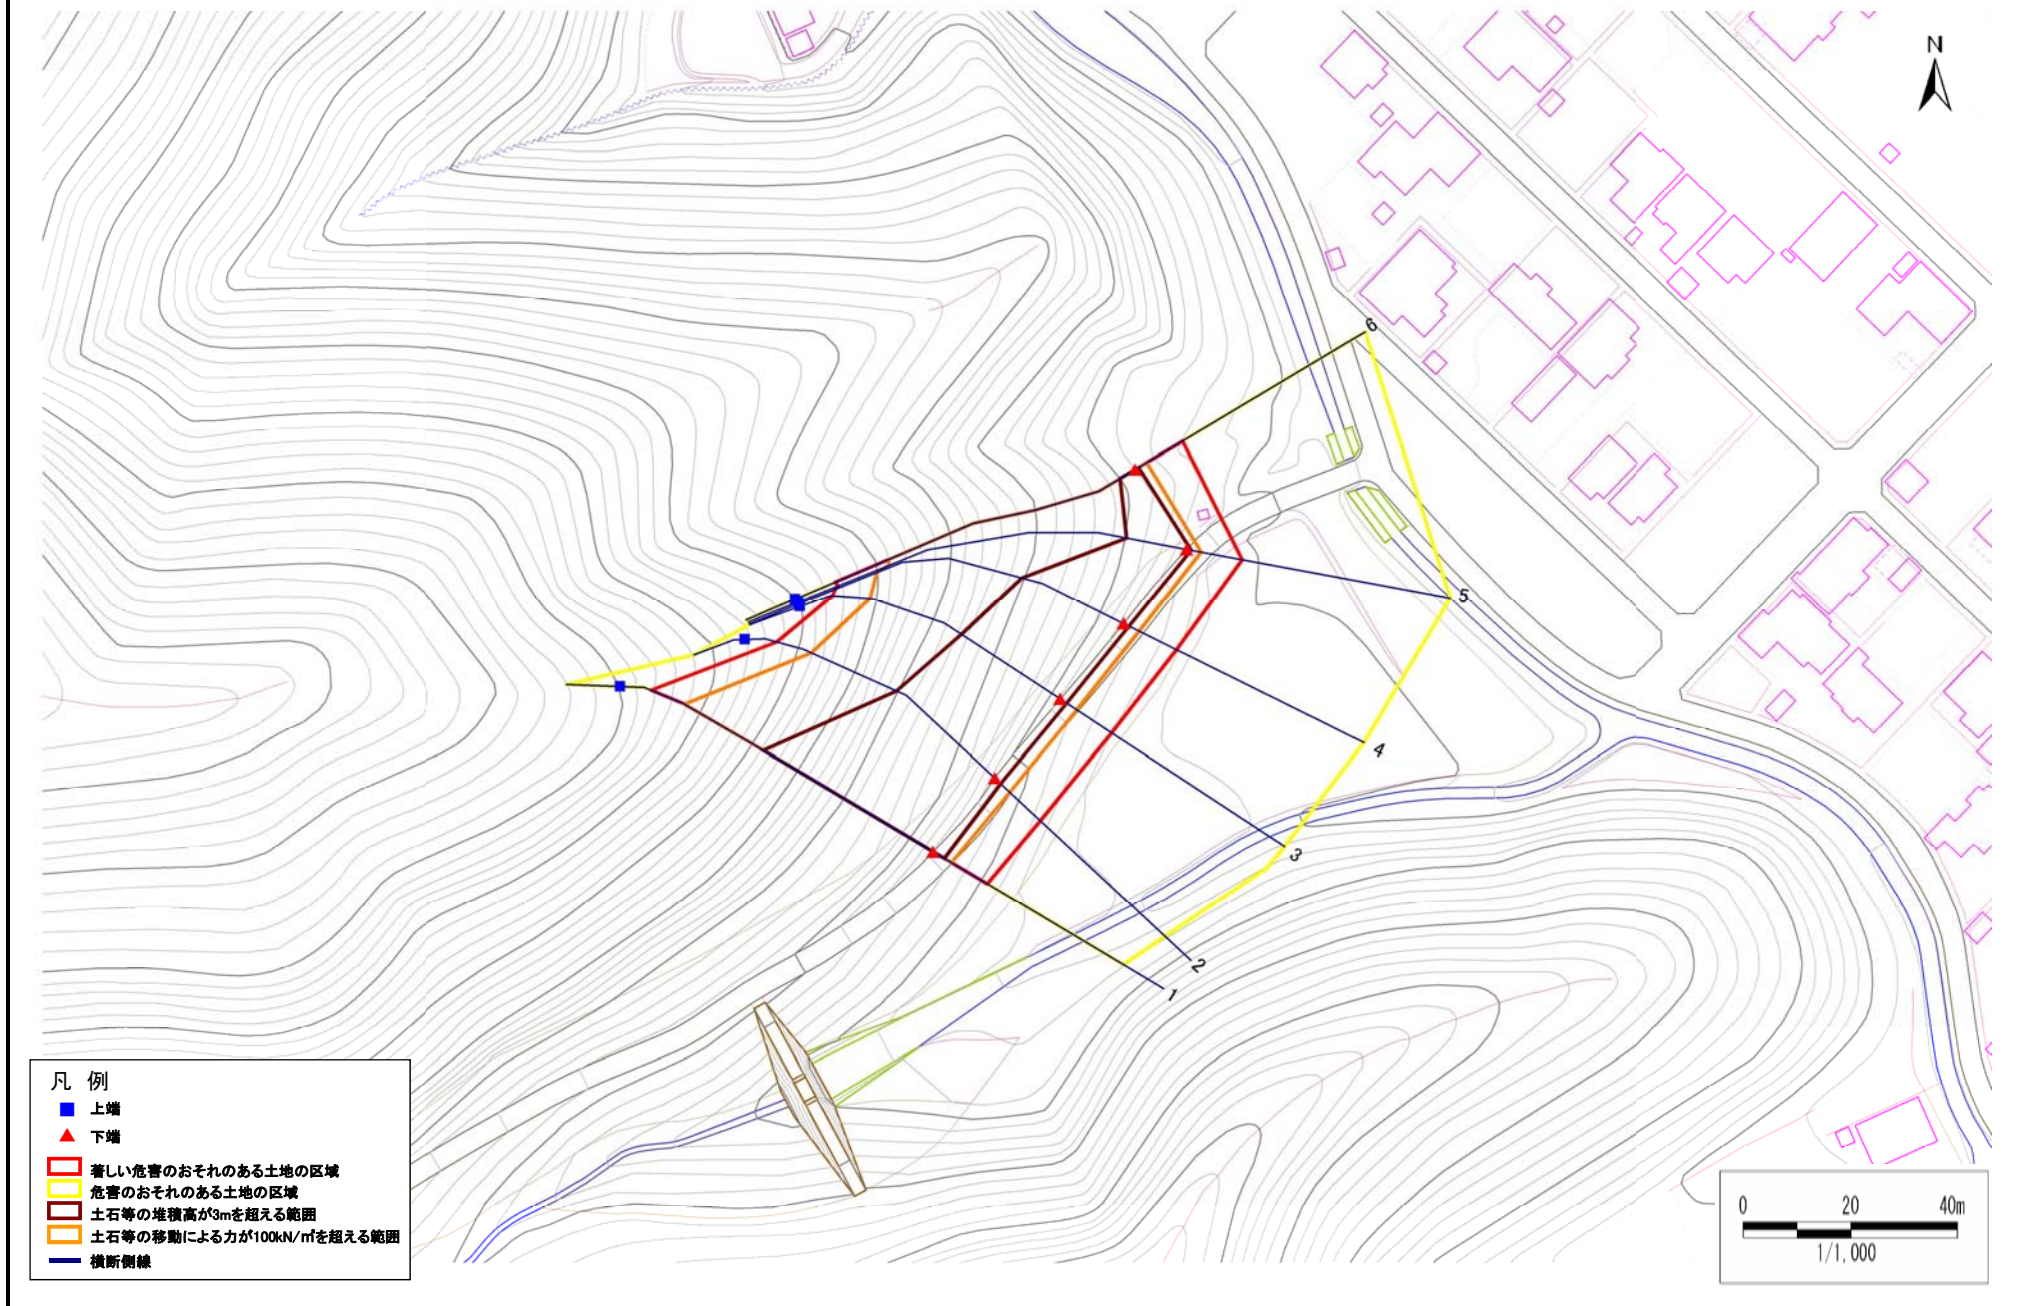 N
6
5
4
3
2
1
凡 例
上端
下端
著しい危害のおそれのある土地の区域
危害のおそれのある土地の区域
土石等の堆積高が3mを超える範囲
土石等の移動による力が100kN/㎡を超える範囲
横断側線
0 20 40m
1/1,000